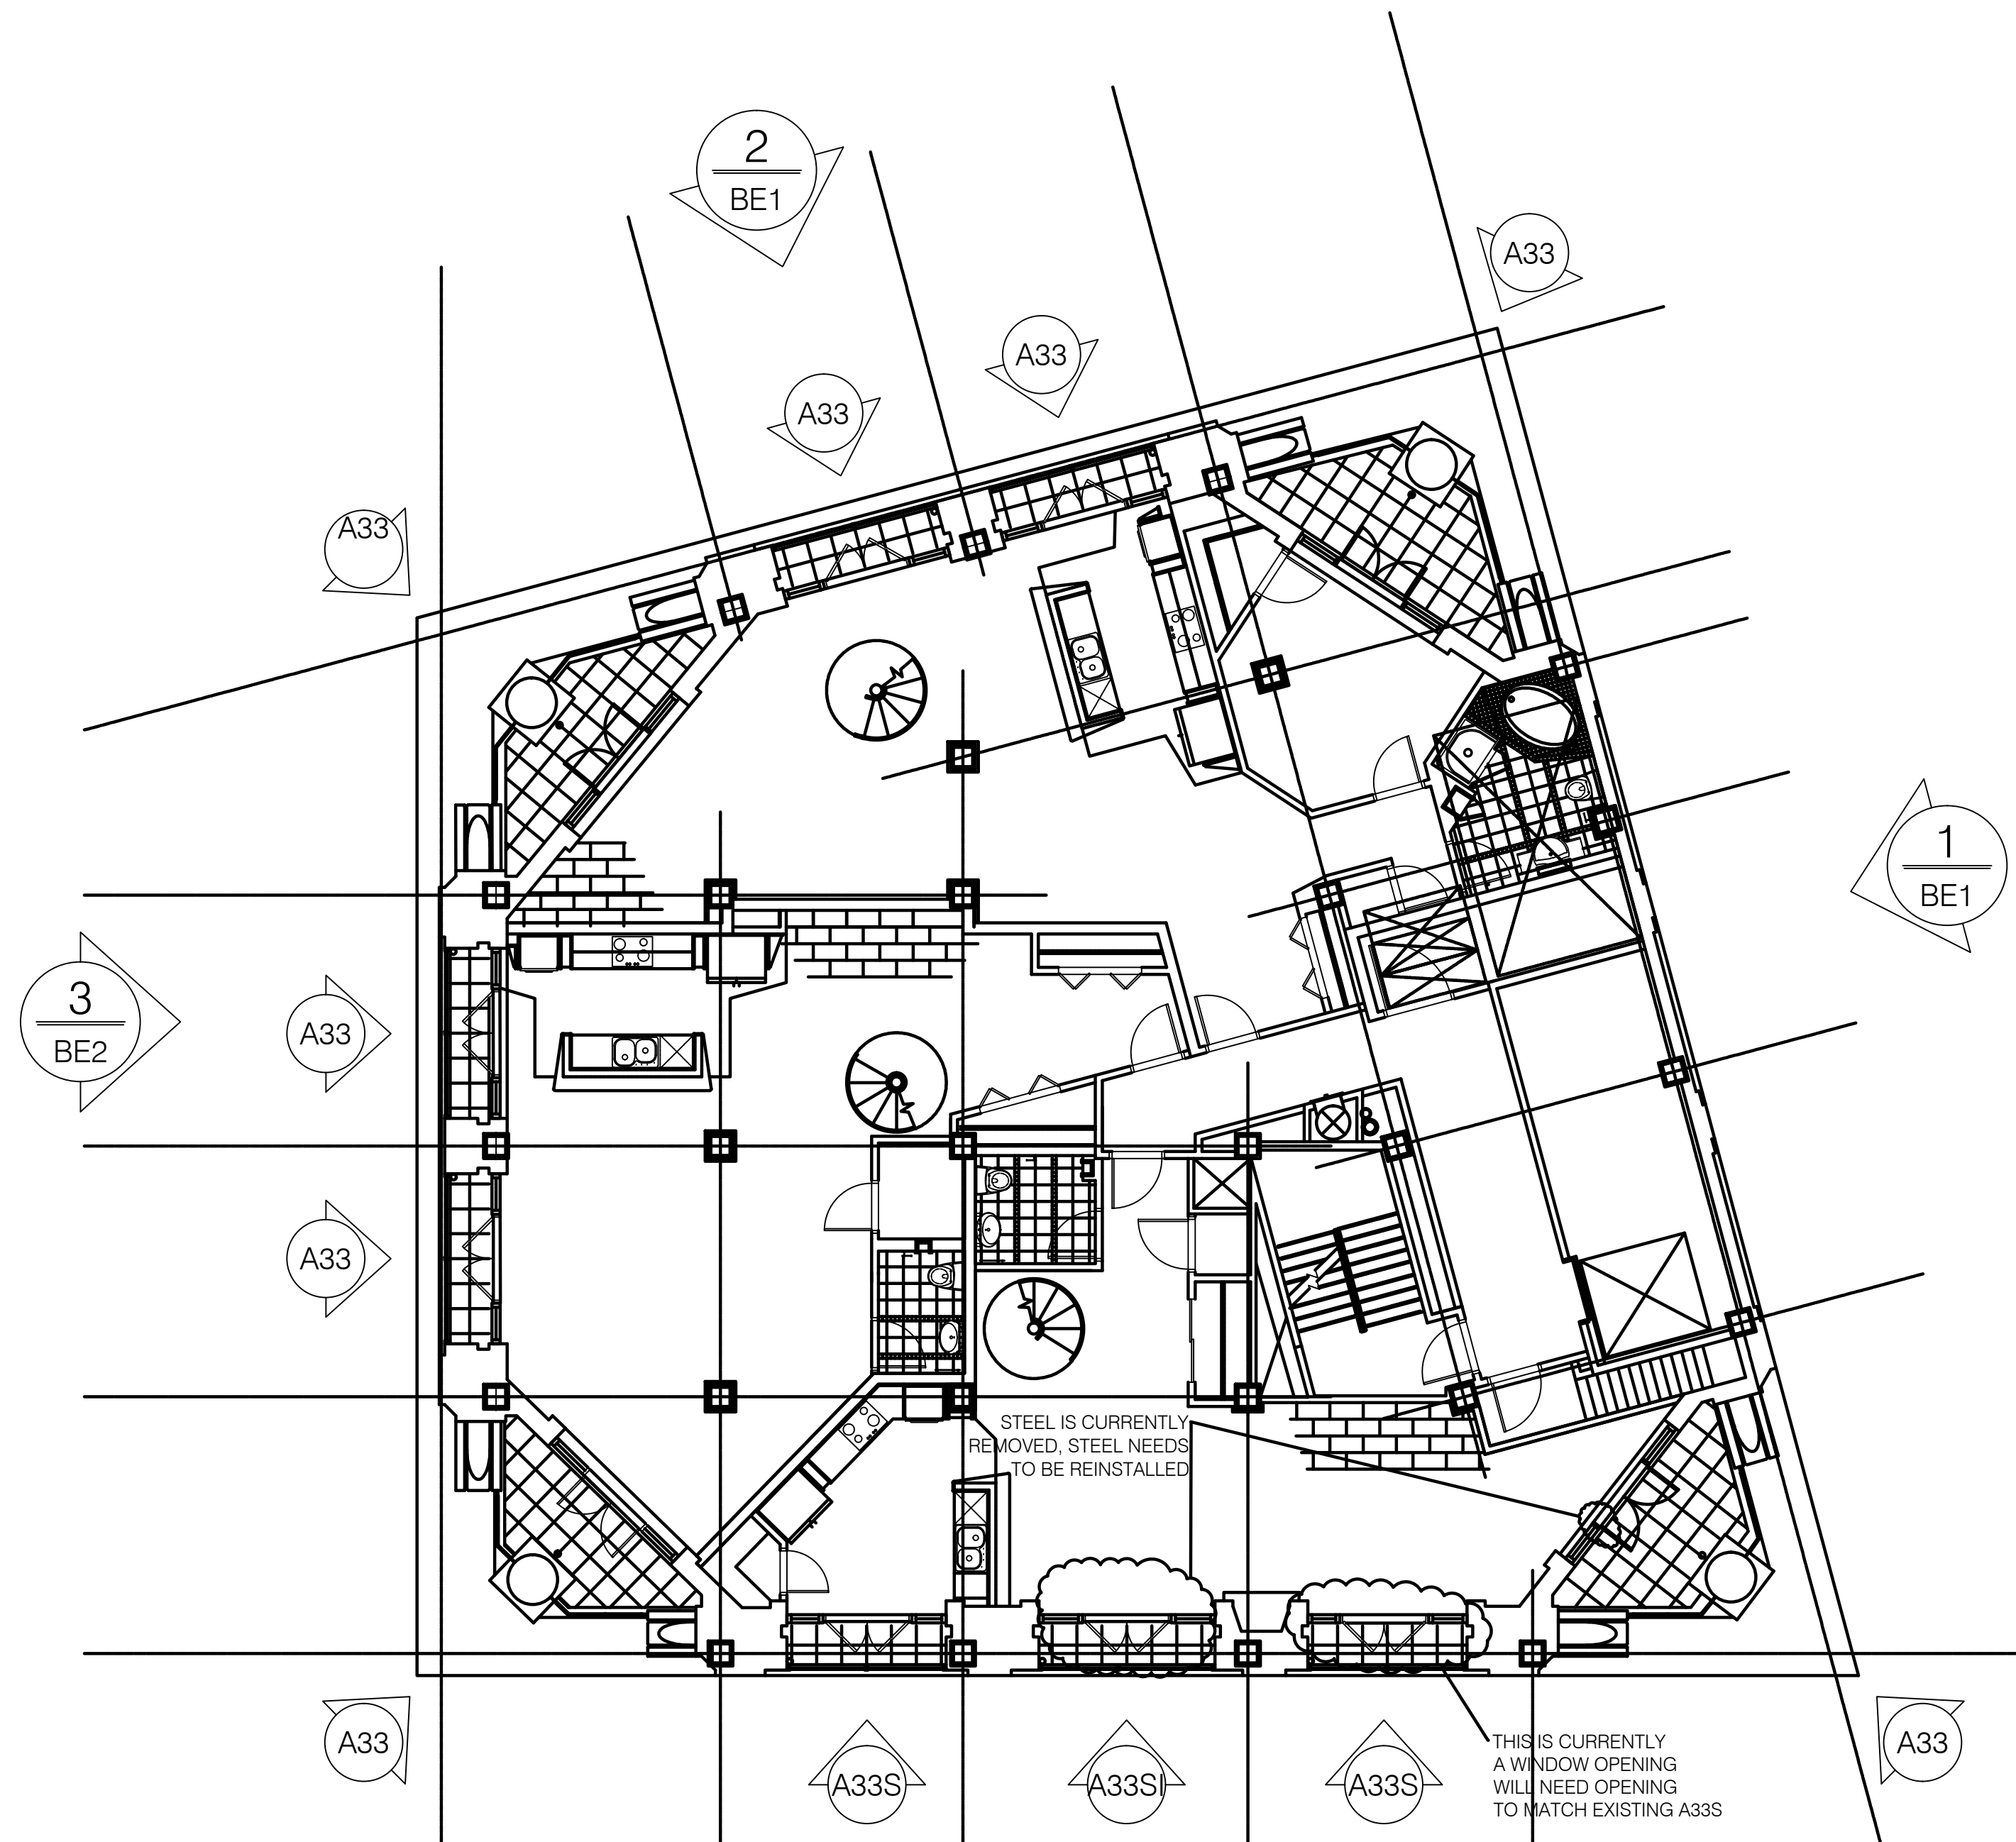 2
BE1
A33
A33
A33
A33
1
BE1
3
BE2
A33
A33
STEEL IS CURRENTLY
REMOVED, STEEL NEEDS
TO BE REINSTALLED
A33
A33S
A33SI
A33S
THIS IS CURRENTLY
A WINDOW OPENING
WILL NEED OPENING
TO MATCH EXISTING A33S
A33